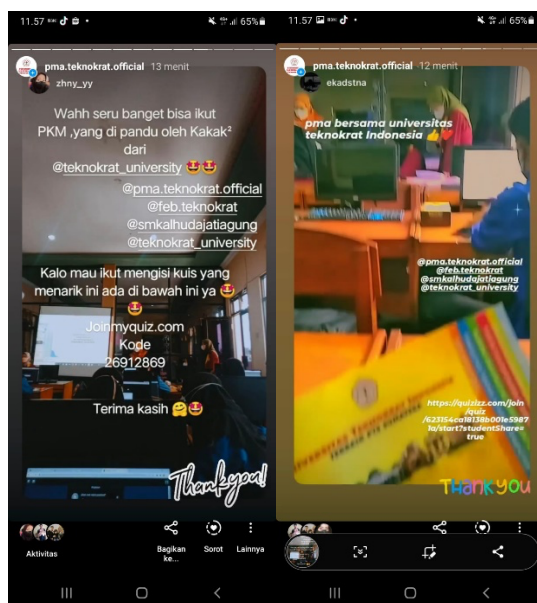 11.57
65%
pma.teknokrat.official 13 menit
zhny_yy
Wahh seru banget bisa ikut
PKM ,yang di pandu oleh Kakak²
dari
@teknokrat_university 🤩🤩
@pma.teknokrat.official
@feb.teknokrat
@smkalhudajatiagung
@teknokrat_university
Kalo mau ikut mengisi kuis yang
menarik ini ada di bawah ini ya 🤩
🤩
Joinmyquiz.com
Kode
26912869
Terima kasih 🤗🤩
Thankyou!
Aktivitas
Bagikan
ke...
Sorot
Lainnya
11.57
65%
pma.teknokrat.official 12 menit
ekadstna
pma bersama universitas
teknokrat Indonesia 👍❤️
@pma.teknokrat.official
@feb.teknokrat
@smkalhudajatiagung
@teknokrat_university
UNIVERSITAS TEKNOKRAT INDONESIA
https://quizizz.com/join
/quiz
/623154ca18138b001e5987
1a/start?studentShare=
true
THANK YOU